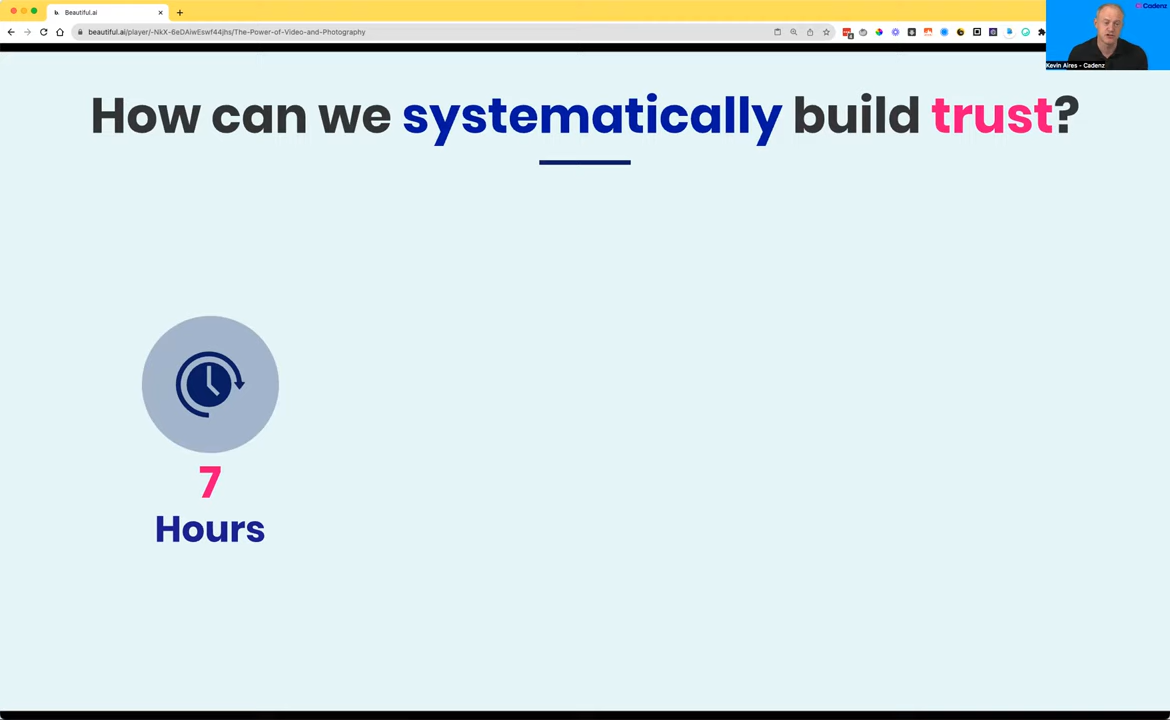 Beautiful.ai
beautiful.ai/player/-NkX-6eDAiwEswf44jhs/The-Power-of-Video-and-Photography
Cadenz
Kevin Aires - Cadenz
How can we systematically build trust?
7
Hours